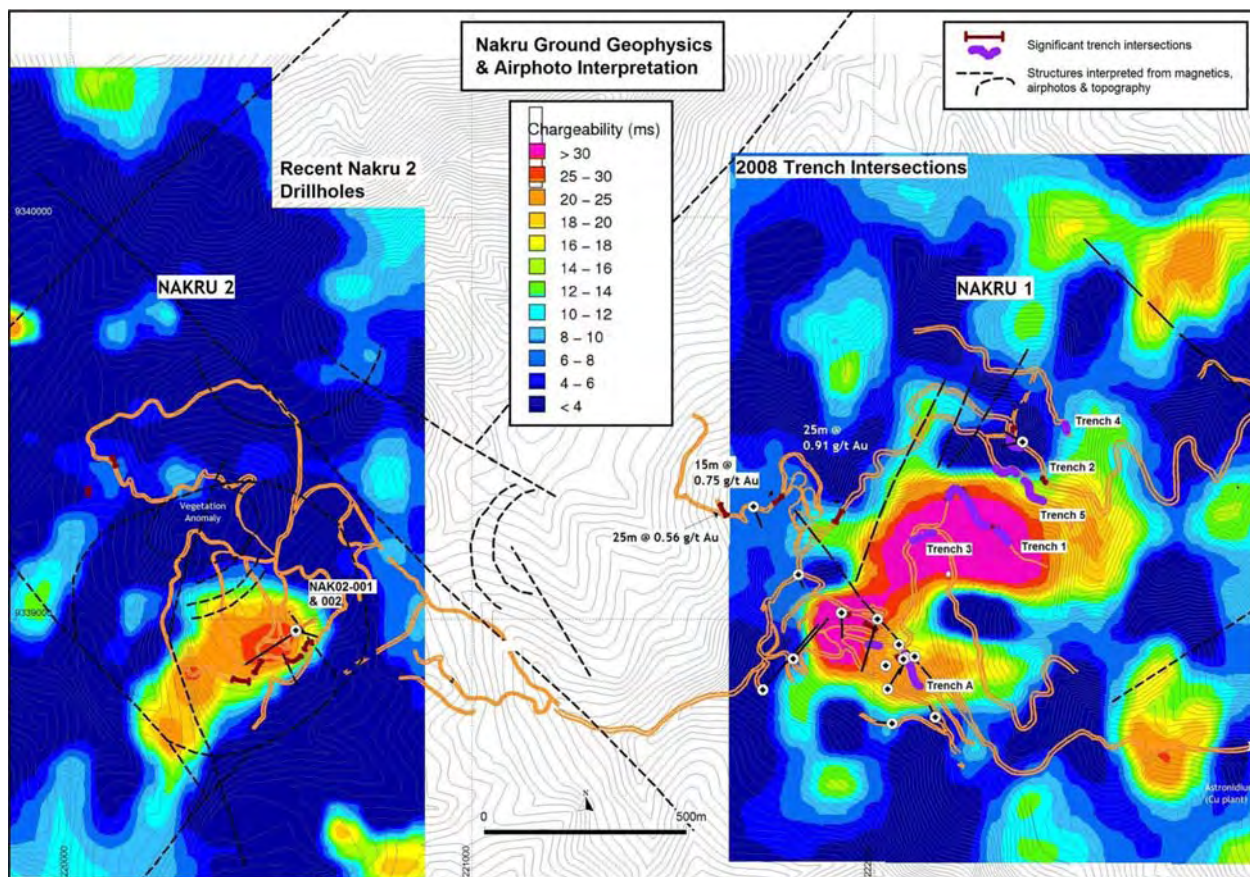 Nakru Ground Geophysics
& Airphoto Interpretation
Significant trench intersections
Structures interpreted from magnetics,
airphotos & topography
Chargeability (ms)
> 30
25 – 30
20 – 25
18 – 20
16 – 18
14 – 16
12 – 14
10 – 12
8 – 10
6 – 8
4 – 6
< 4
Recent Nakru 2
Drillholes
2008 Trench Intersections
9340000
NAKRU 2
NAKRU 1
25m @
0.91 g/t Au
Trench 4
15m @
0.75 g/t Au
Trench 2
Vegetation
Anomaly
Trench 5
25m @ 0.56 g/t Au
Trench 3
Trench 1
NAK02-001
& 002
9339000
Trench A
N
Astronidium
(Cu plant)
0
500m
220000
221000